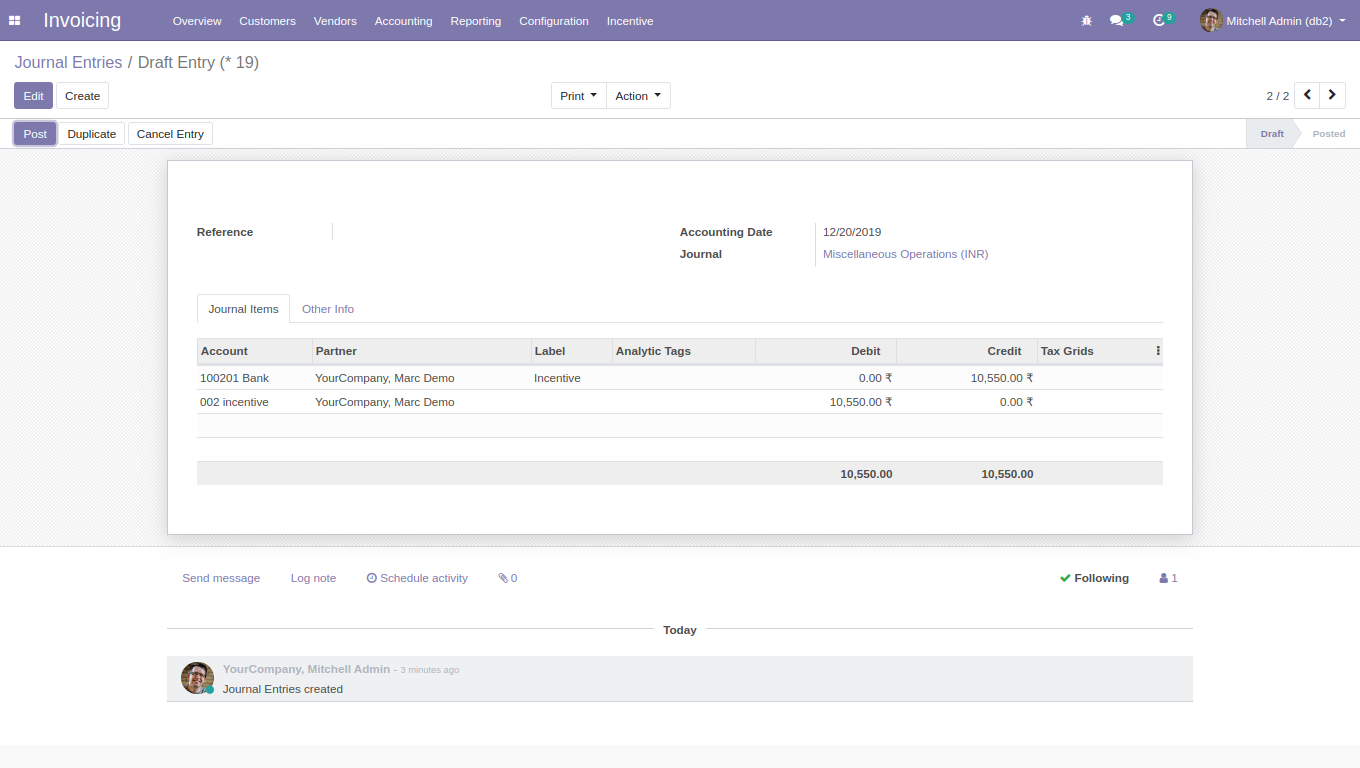 Invoicing Overview Customers Vendors Accounting Reporting Configuration Incentive 3 9 Mitchell Admin (db2)
Journal Entries / Draft Entry (* 19)
Edit Create Print Action 2 / 2
Post Duplicate Cancel Entry Draft Posted
Reference Accounting Date 12/20/2019
Journal Miscellaneous Operations (INR)
Journal Items Other Info
Account Partner Label Analytic Tags Debit Credit Tax Grids
100201 Bank YourCompany, Marc Demo Incentive 0.00 ₹ 10,550.00 ₹
002 incentive YourCompany, Marc Demo 10,550.00 ₹ 0.00 ₹
10,550.00 10,550.00
Send message Log note Schedule activity 0 Following 1
Today
YourCompany, Mitchell Admin - 3 minutes ago
Journal Entries created